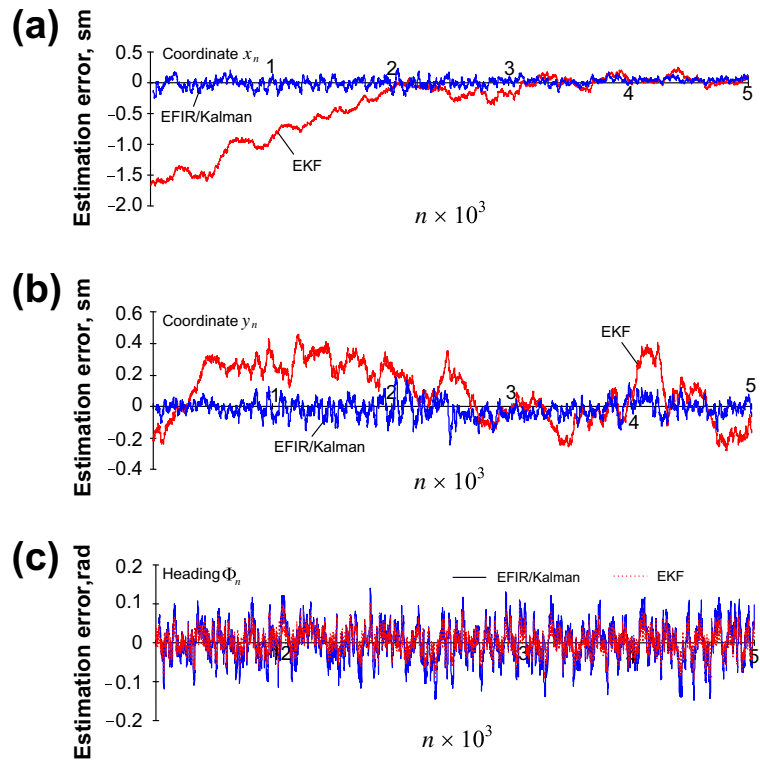 (a)
Estimation error, sm
0.5
0
−0.5
−1.0
−1.5
−2.0
Coordinate xₙ
1
2
3
4
5
EFIR/Kalman
EKF
n × 10³
(b)
Estimation error, sm
0.6
0.4
0.2
0
−0.2
−0.4
Coordinate yₙ
EKF
1
2
3
4
5
EFIR/Kalman
n × 10³
(c)
Estimation error,rad
0.2
0.1
0
−0.1
−0.2
Heading Φₙ
EFIR/Kalman
EKF
1
2
3
4
5
n × 10³